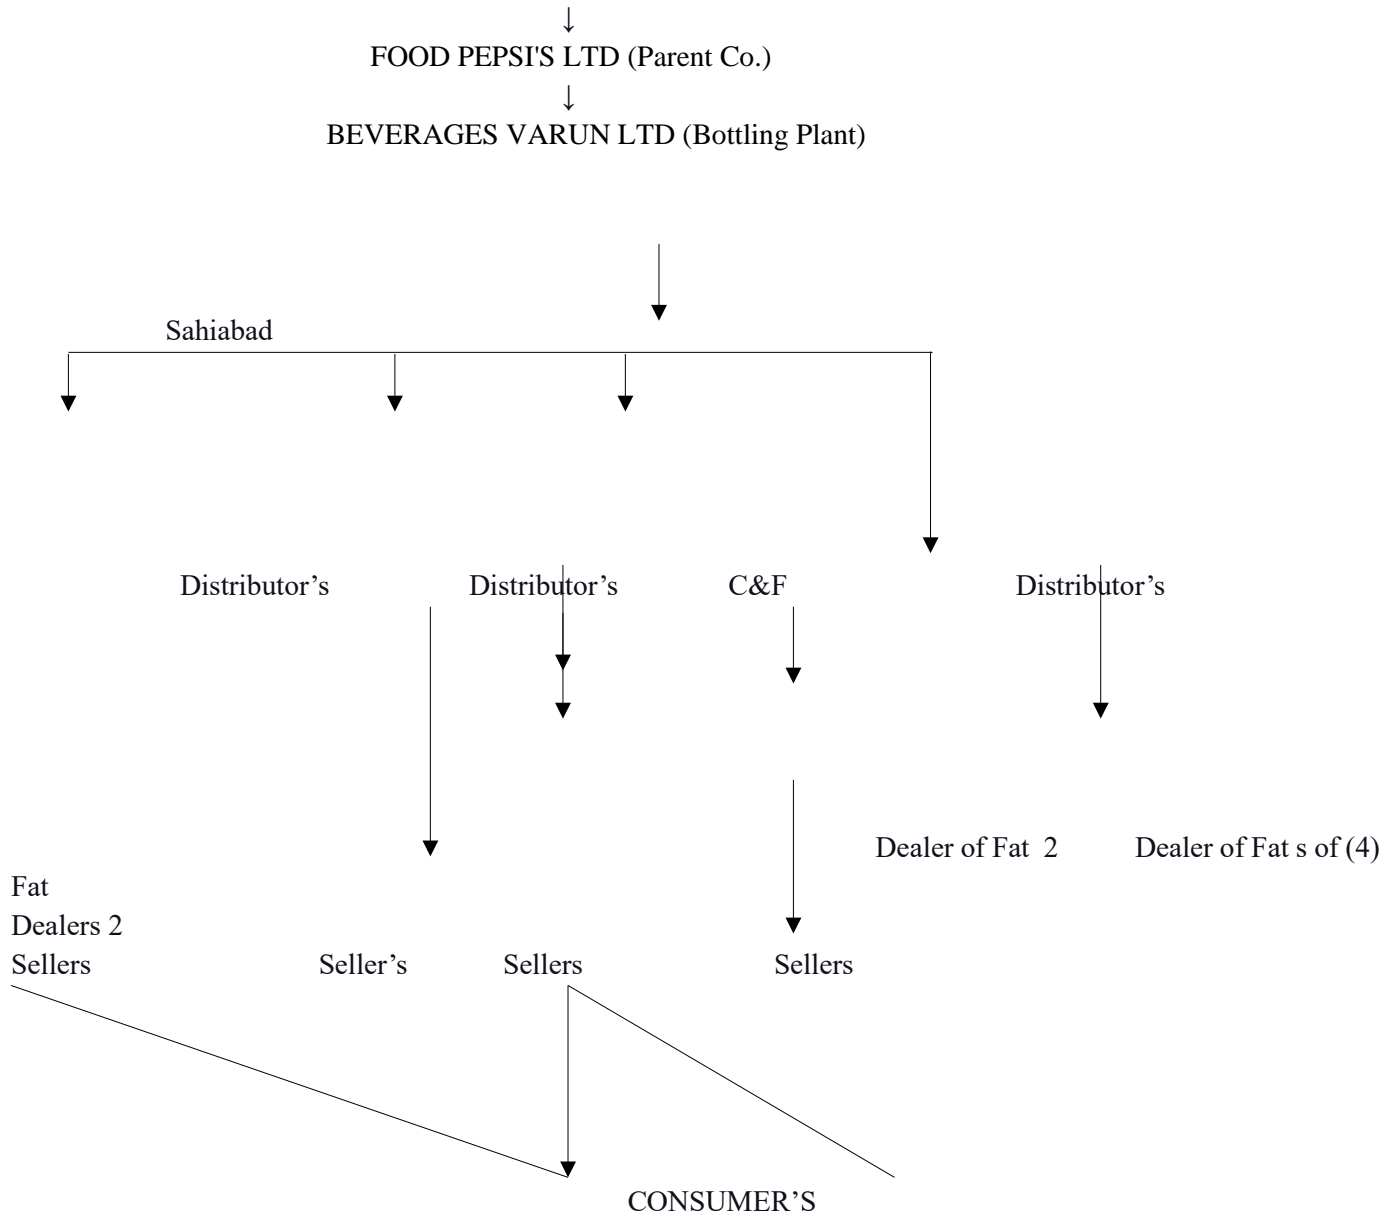 ↓
FOOD PEPSI'S LTD (Parent Co.)
↓
BEVERAGES VARUN LTD (Bottling Plant)
Sahiabad
Distributor’s Distributor’s C&F Distributor’s
Dealer of Fat 2 Dealer of Fat s of (4)
Fat
Dealers 2
Sellers Seller’s Sellers Sellers
CONSUMER’S